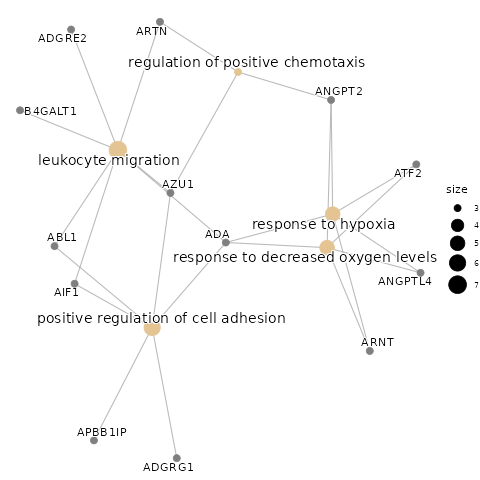 ADGRE2
ARTN
regulation of positive chemotaxis
ANGPT2
B4GALT1
leukocyte migration
ATF2
AZU1
size
3
4
5
6
7
response to hypoxia
ABL1
ADA
response to decreased oxygen levels
ANGPTL4
AIF1
positive regulation of cell adhesion
ARNT
APBB1IP
ADGRG1